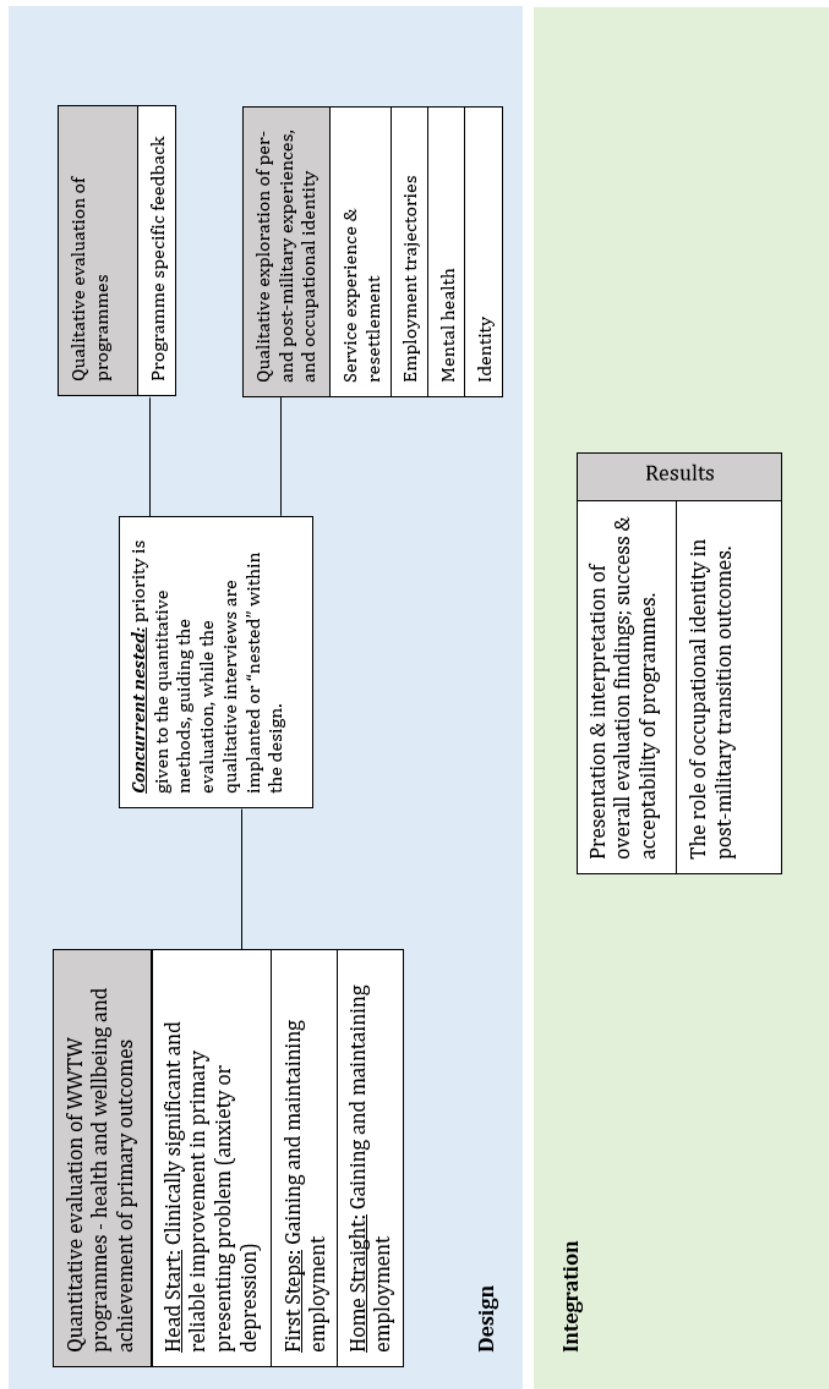 Quantitative evaluation of WWTW
programmes - health and wellbeing and
achievement of primary outcomes
Head Start: Clinically significant and
reliable improvement in primary
presenting problem (anxiety or
depression)
First Steps: Gaining and maintaining
employment
Home Straight: Gaining and maintaining
employment
Concurrent nested: priority is
given to the quantitative
methods, guiding the
evaluation, while the
qualitative interviews are
implanted or “nested” within
the design.
Qualitative evaluation of
programmes
Programme specific feedback
Qualitative exploration of per-
and post-military experiences,
and occupational identity
Service experience &
resettlement
Employment trajectories
Mental health
Identity
Design
Integration
Presentation & interpretation of
overall evaluation findings; success &
acceptability of programmes.
The role of occupational identity in
post-military transition outcomes.
Results